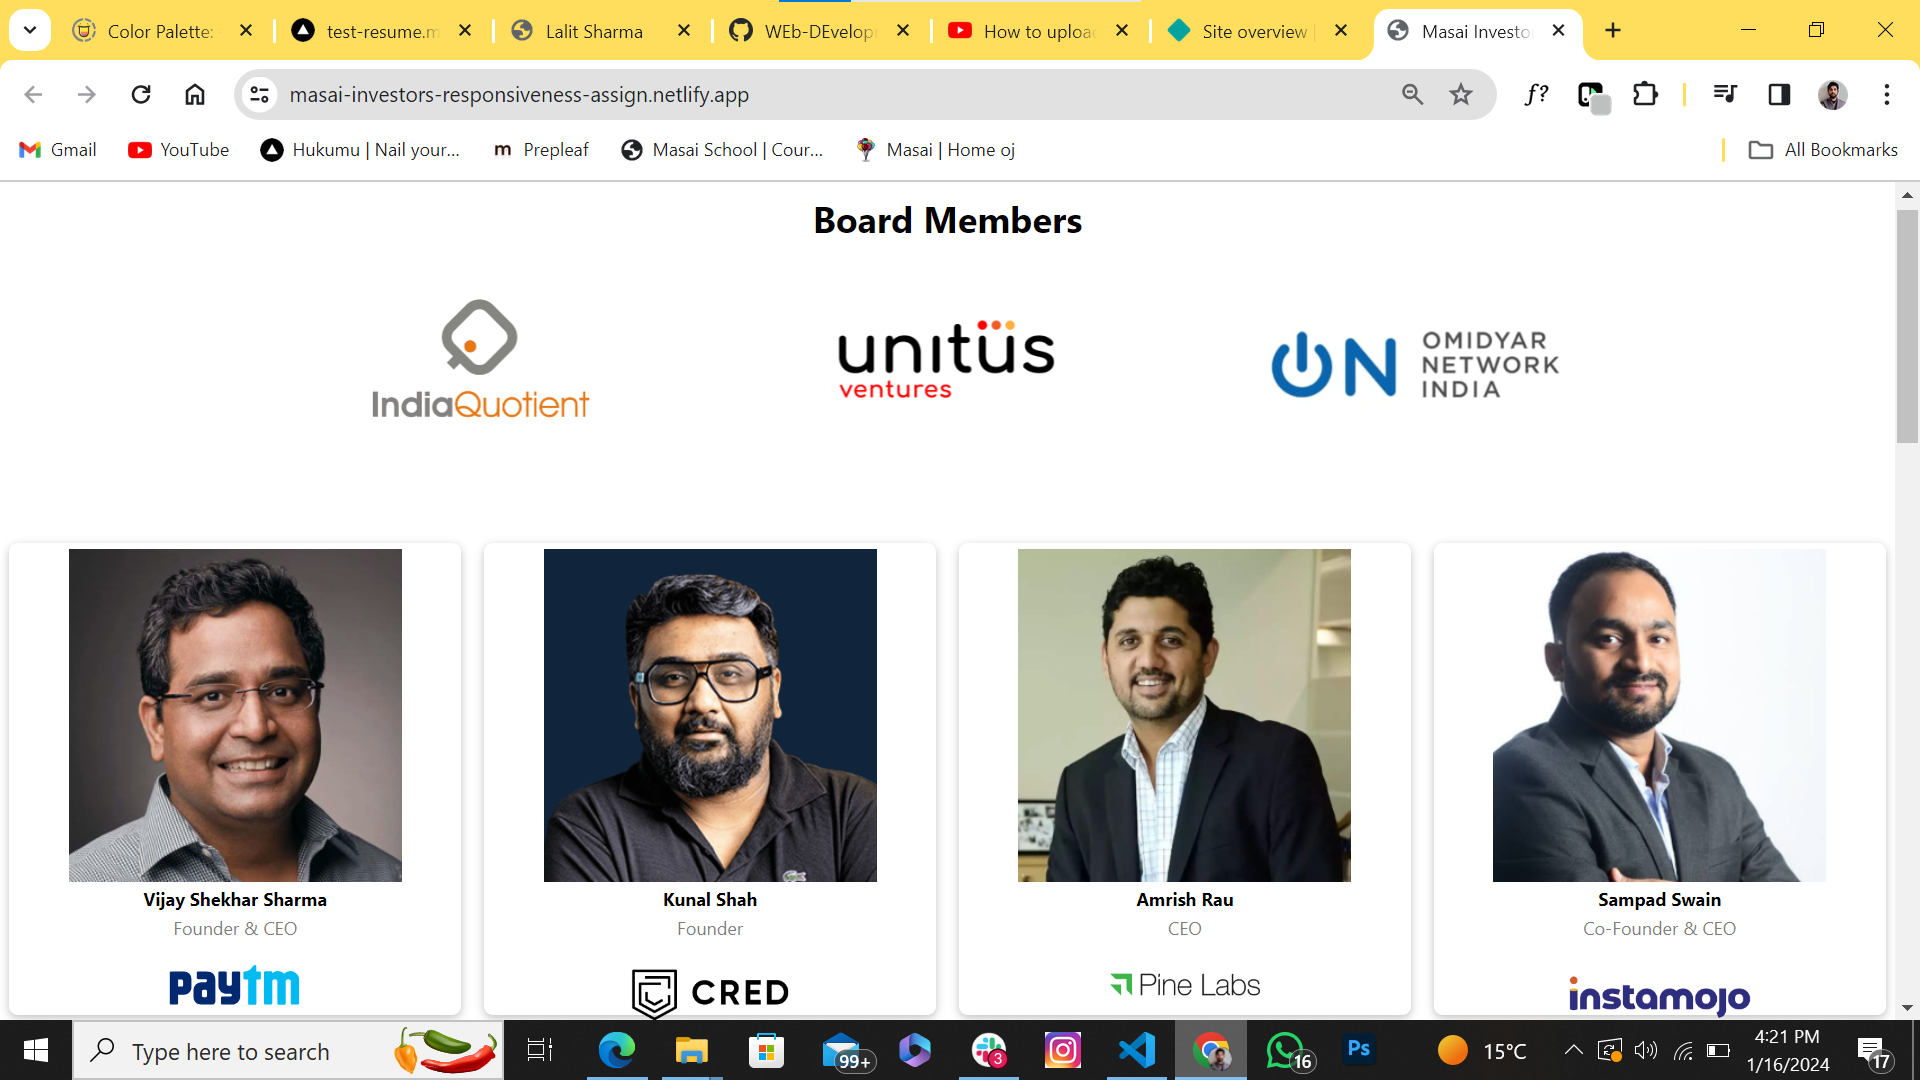 Color Palette:
test-resume.m
Lalit Sharma
WEb-DEvelop
How to uploa
Site overview
Masai Investo
masai-investors-responsiveness-assign.netlify.app
f?
Gmail
YouTube
Hukumu | Nail your...
m
Prepleaf
Masai School | Cour...
Masai | Home oj
All Bookmarks
Board Members
IndiaQuotient
unitüs
ventures
ON
OMIDYAR
NETWORK
INDIA
Vijay Shekhar Sharma
Founder & CEO
paytm
Kunal Shah
Founder
CRED
Amrish Rau
CEO
Pine Labs
Sampad Swain
Co-Founder & CEO
instamojo
Type here to search
99+
3
16
Ps
15°C
4:21 PM
1/16/2024
17